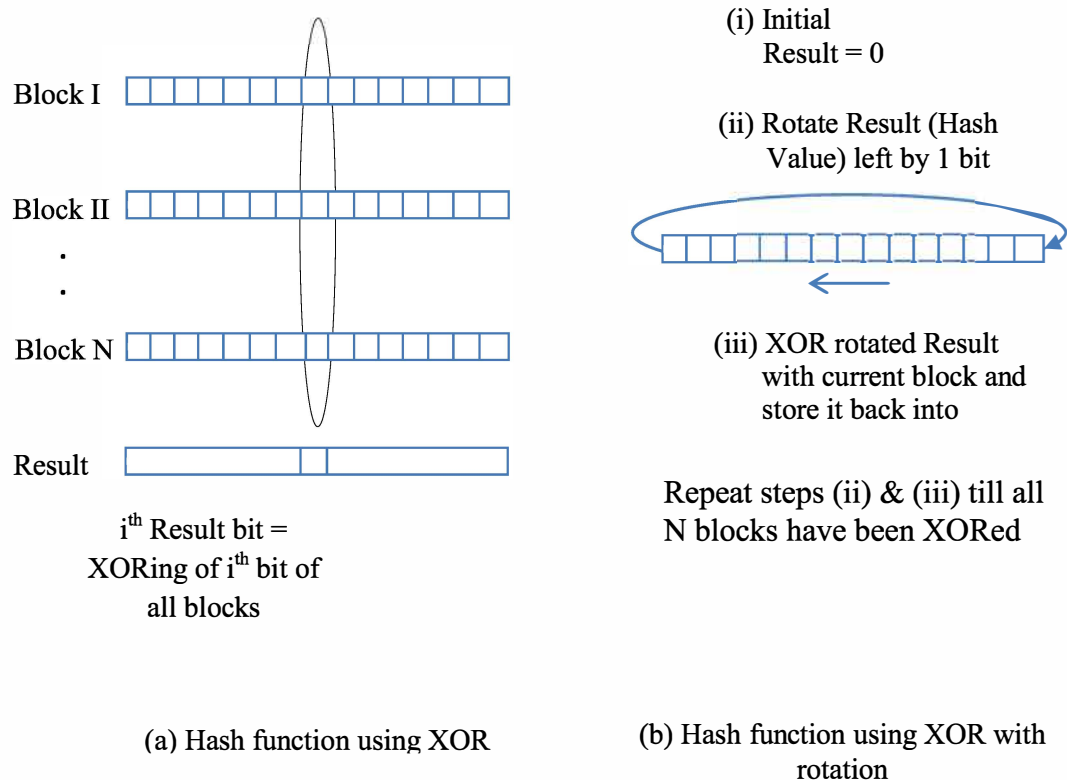 Block I
Block II
.
.
Block N
Result
i^th Result bit =
XORing of i^th bit of
all blocks
(a) Hash function using XOR
(i) Initial
Result = 0
(ii) Rotate Result (Hash
Value) left by 1 bit
(iii) XOR rotated Result
with current block and
store it back into
Repeat steps (ii) & (iii) till all
N blocks have been XORed
(b) Hash function using XOR with
rotation